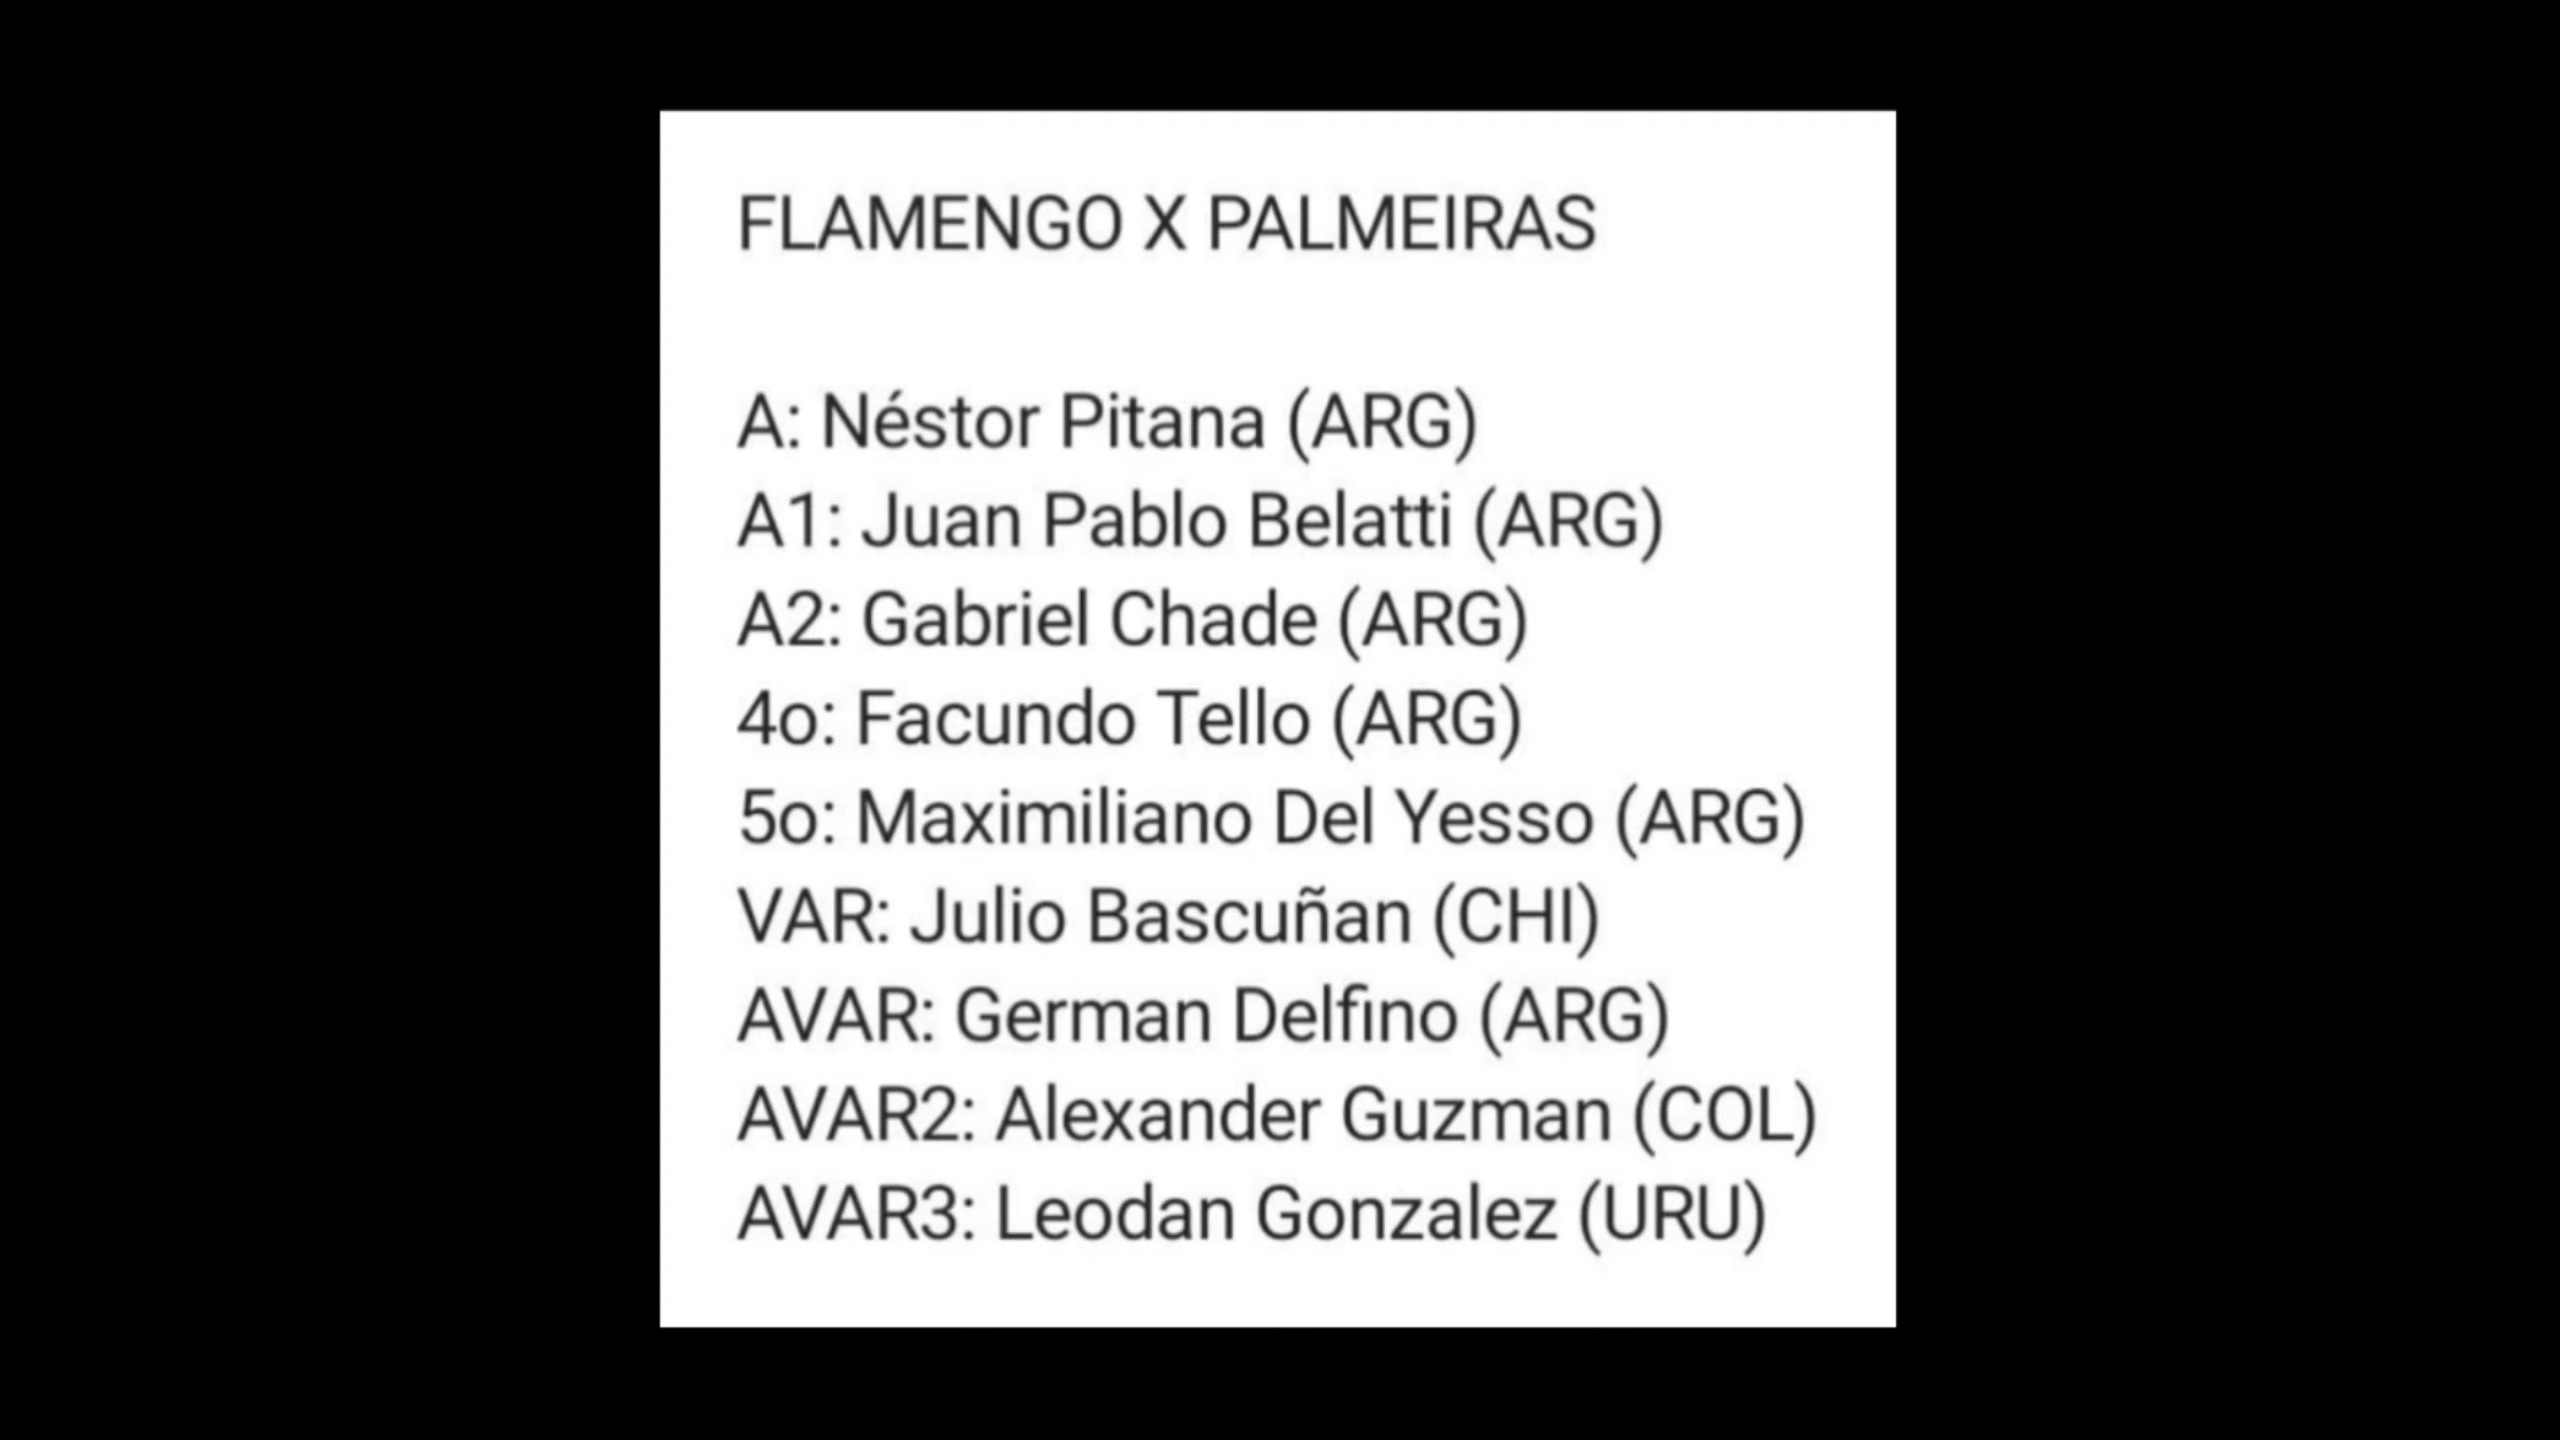 FLAMENGO X PALMEIRAS
A: Néstor Pitana (ARG)
A1: Juan Pablo Belatti (ARG)
A2: Gabriel Chade (ARG)
4o: Facundo Tello (ARG)
5o: Maximiliano Del Yesso (ARG)
VAR: Julio Bascuñan (CHI)
AVAR: German Delfino (ARG)
AVAR2: Alexander Guzman (COL)
AVAR3: Leodan Gonzalez (URU)